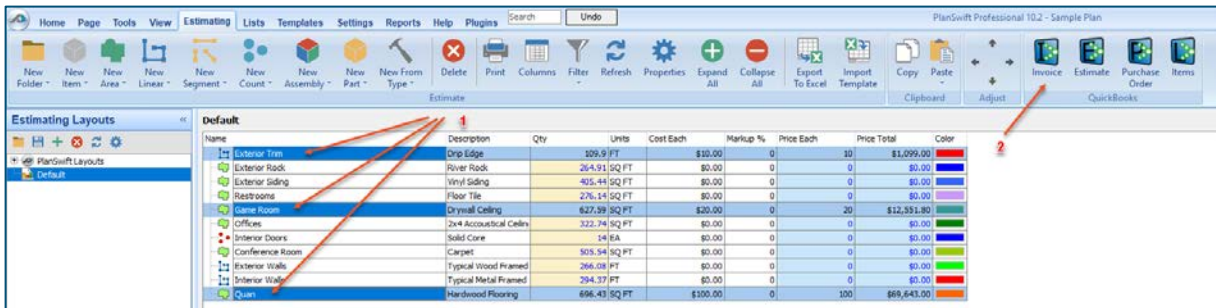 Home Page Tools View Estimating Lists Templates Settings Reports Help Plugins Search Undo PlanSwift Professional 10.2 - Sample Plan
New Folder New Item New Area New Linear New Segment New Count New Assembly New Part New From Type Delete Print Columns Filter Refresh Properties Expand All Collapse All Export To Excel Import Template Copy Paste Invoice Estimate Purchase Order Items
Estimate Clipboard Adjust QuickBooks
Estimating Layouts « Default 1 2
Name Description Qty Units Cost Each Markup % Price Each Price Total Color
PlanSwift Layouts
Default
Exterior Trim Drip Edge 109.9 FT $10.00 0 10 $1,099.00
Exterior Rock River Rock 264.91 SQ FT $0.00 0 0 $0.00
Exterior Siding Vinyl Siding 405.44 SQ FT $0.00 0 0 $0.00
Restrooms Floor Tile 276.14 SQ FT $0.00 0 0 $0.00
Game Room Drywall Ceiling 627.59 SQ FT $20.00 0 20 $12,551.80
Offices 2x4 Accoustical Ceilin 322.74 SQ FT $0.00 0 0 $0.00
Interior Doors Solid Core 14 EA $0.00 0 0 $0.00
Conference Room Carpet 505.54 SQ FT $0.00 0 0 $0.00
Exterior Walls Typical Wood Framed 266.08 FT $0.00 0 0 $0.00
Interior Walls Typical Metal Framed 294.37 FT $0.00 0 0 $0.00
Quan Hardwood Flooring 696.43 SQ FT $100.00 0 100 $69,643.00